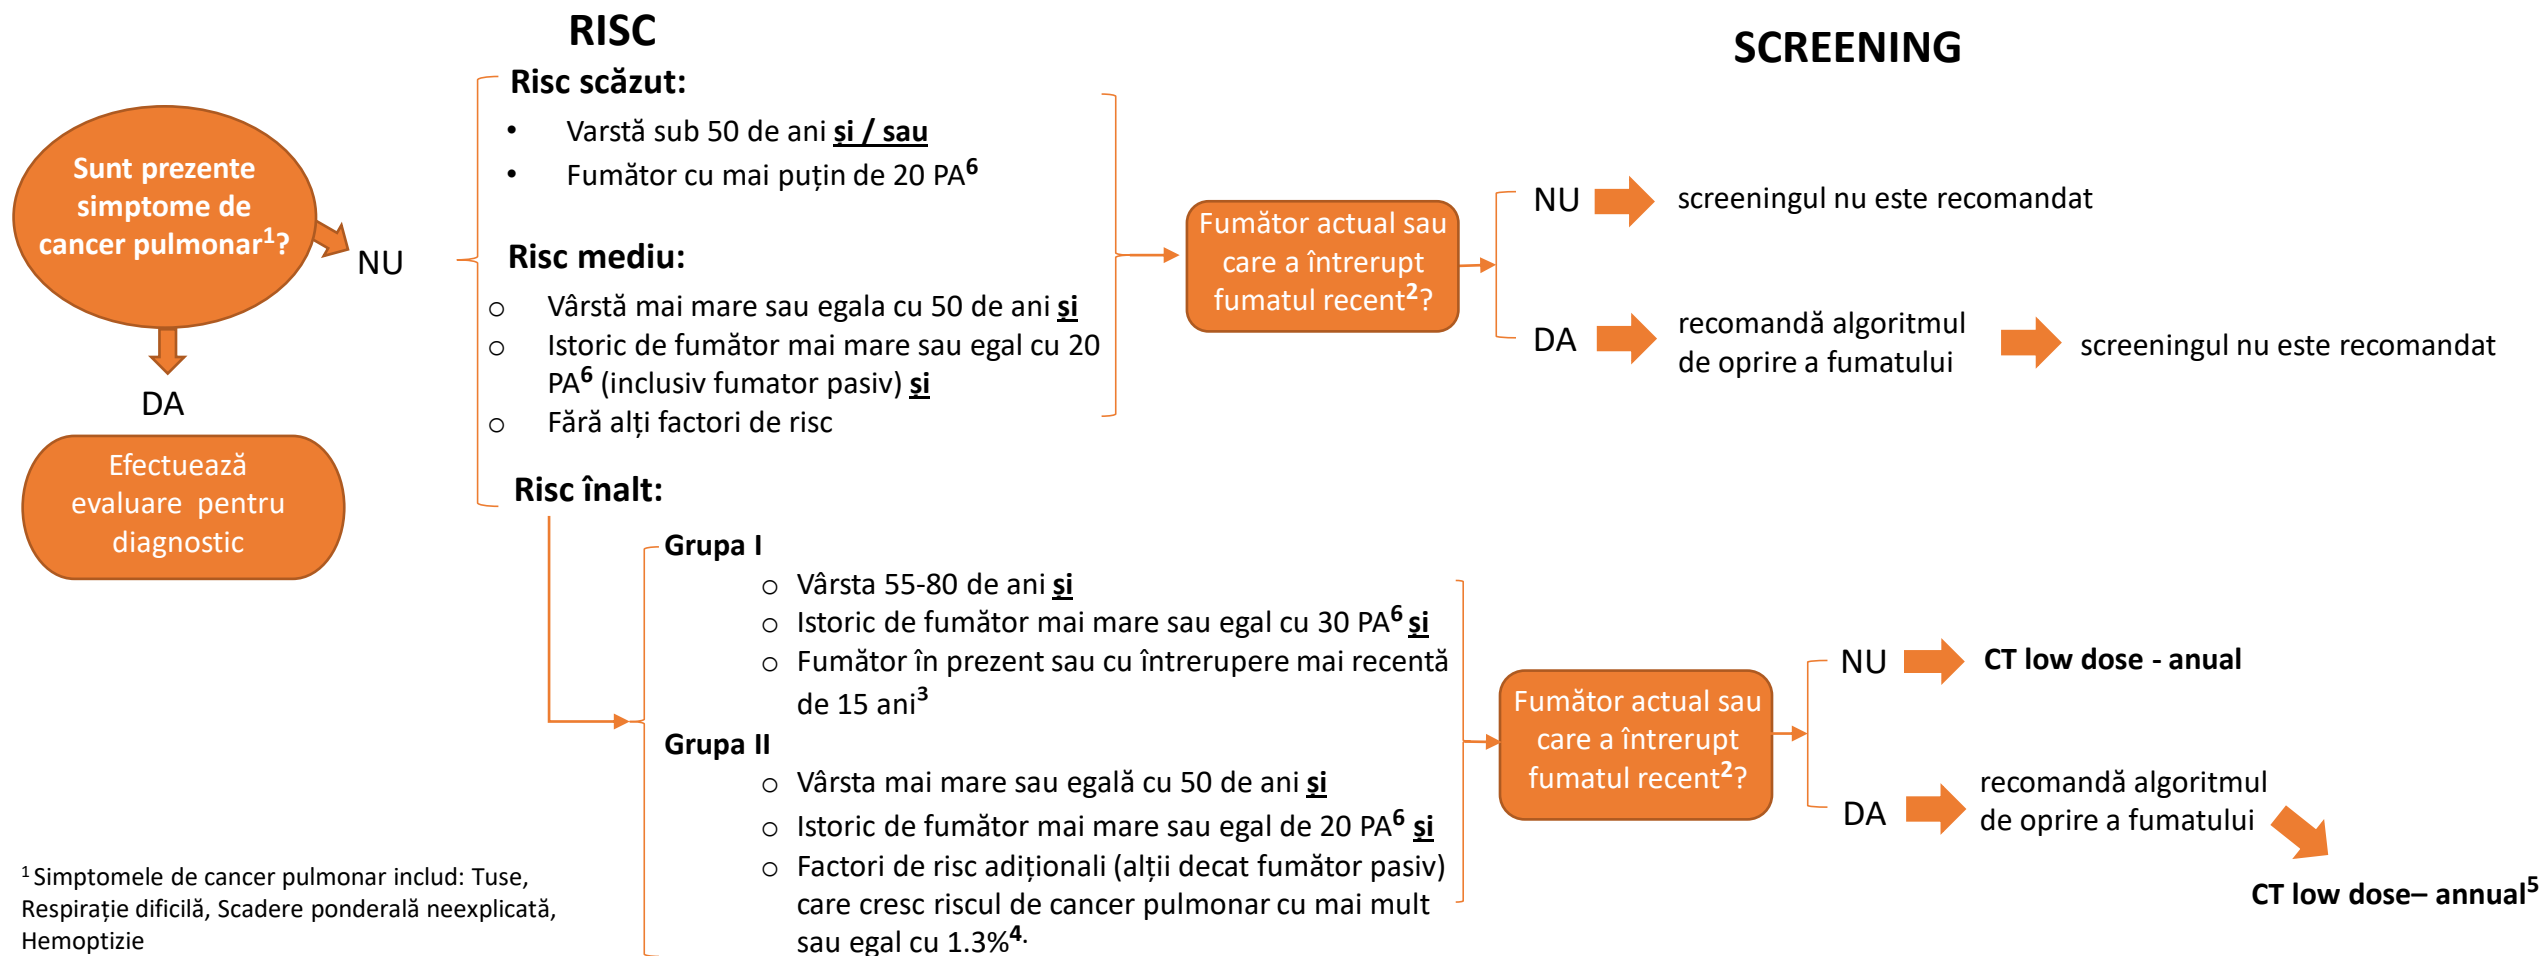 RISC
SCREENING
Sunt prezente
simptome de
cancer pulmonar1?
NU
DA
Efectuează
evaluare pentru
diagnostic
Risc scăzut:
• Varstă sub 50 de ani și / sau
• Fumător cu mai puțin de 20 PA6
Risc mediu:
o Vârstă mai mare sau egala cu 50 de ani și
o Istoric de fumător mai mare sau egal cu 20
PA6 (inclusiv fumator pasiv) și
o Fără alți factori de risc
Fumător actual sau
care a întrerupt
fumatul recent2?
NU
screeningul nu este recomandat
DA
recomandă algoritmul
de oprire a fumatului
screeningul nu este recomandat
Risc înalt:
Grupa I
o Vârsta 55-80 de ani și
o Istoric de fumător mai mare sau egal cu 30 PA6 și
o Fumător în prezent sau cu întrerupere mai recentă
de 15 ani3
Grupa II
o Vârsta mai mare sau egală cu 50 de ani și
o Istoric de fumător mai mare sau egal de 20 PA6 și
o Factori de risc adiționali (alții decat fumător pasiv)
care cresc riscul de cancer pulmonar cu mai mult
sau egal cu 1.3%4.
Fumător actual sau
care a întrerupt
fumatul recent2?
NU
CT low dose - anual
DA
recomandă algoritmul
de oprire a fumatului
CT low dose– annual5
1 Simptomele de cancer pulmonar includ: Tuse,
Respirație dificilă, Scadere ponderală neexplicată,
Hemoptizie